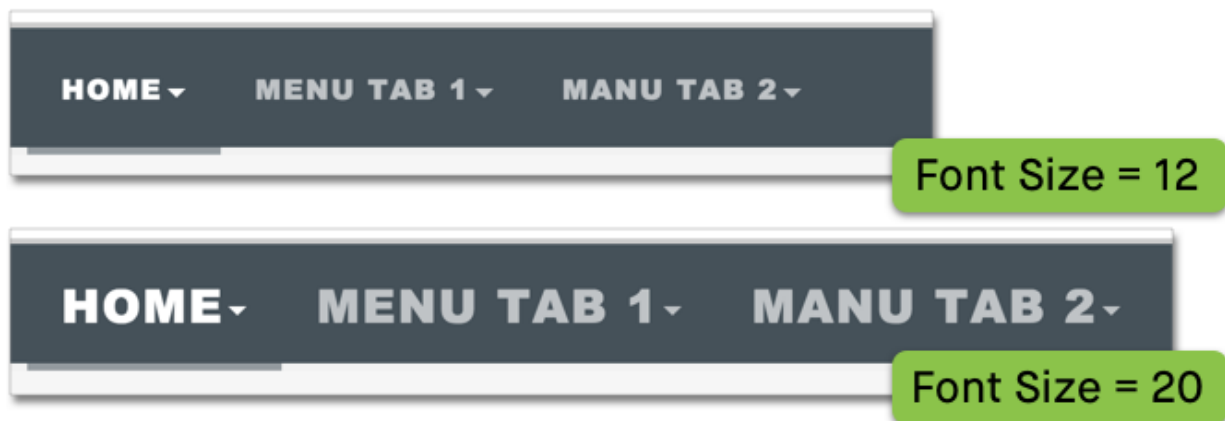 HOME MENU TAB 1 MANU TAB 2
Font Size = 12
HOME MENU TAB 1 MANU TAB 2
Font Size = 20